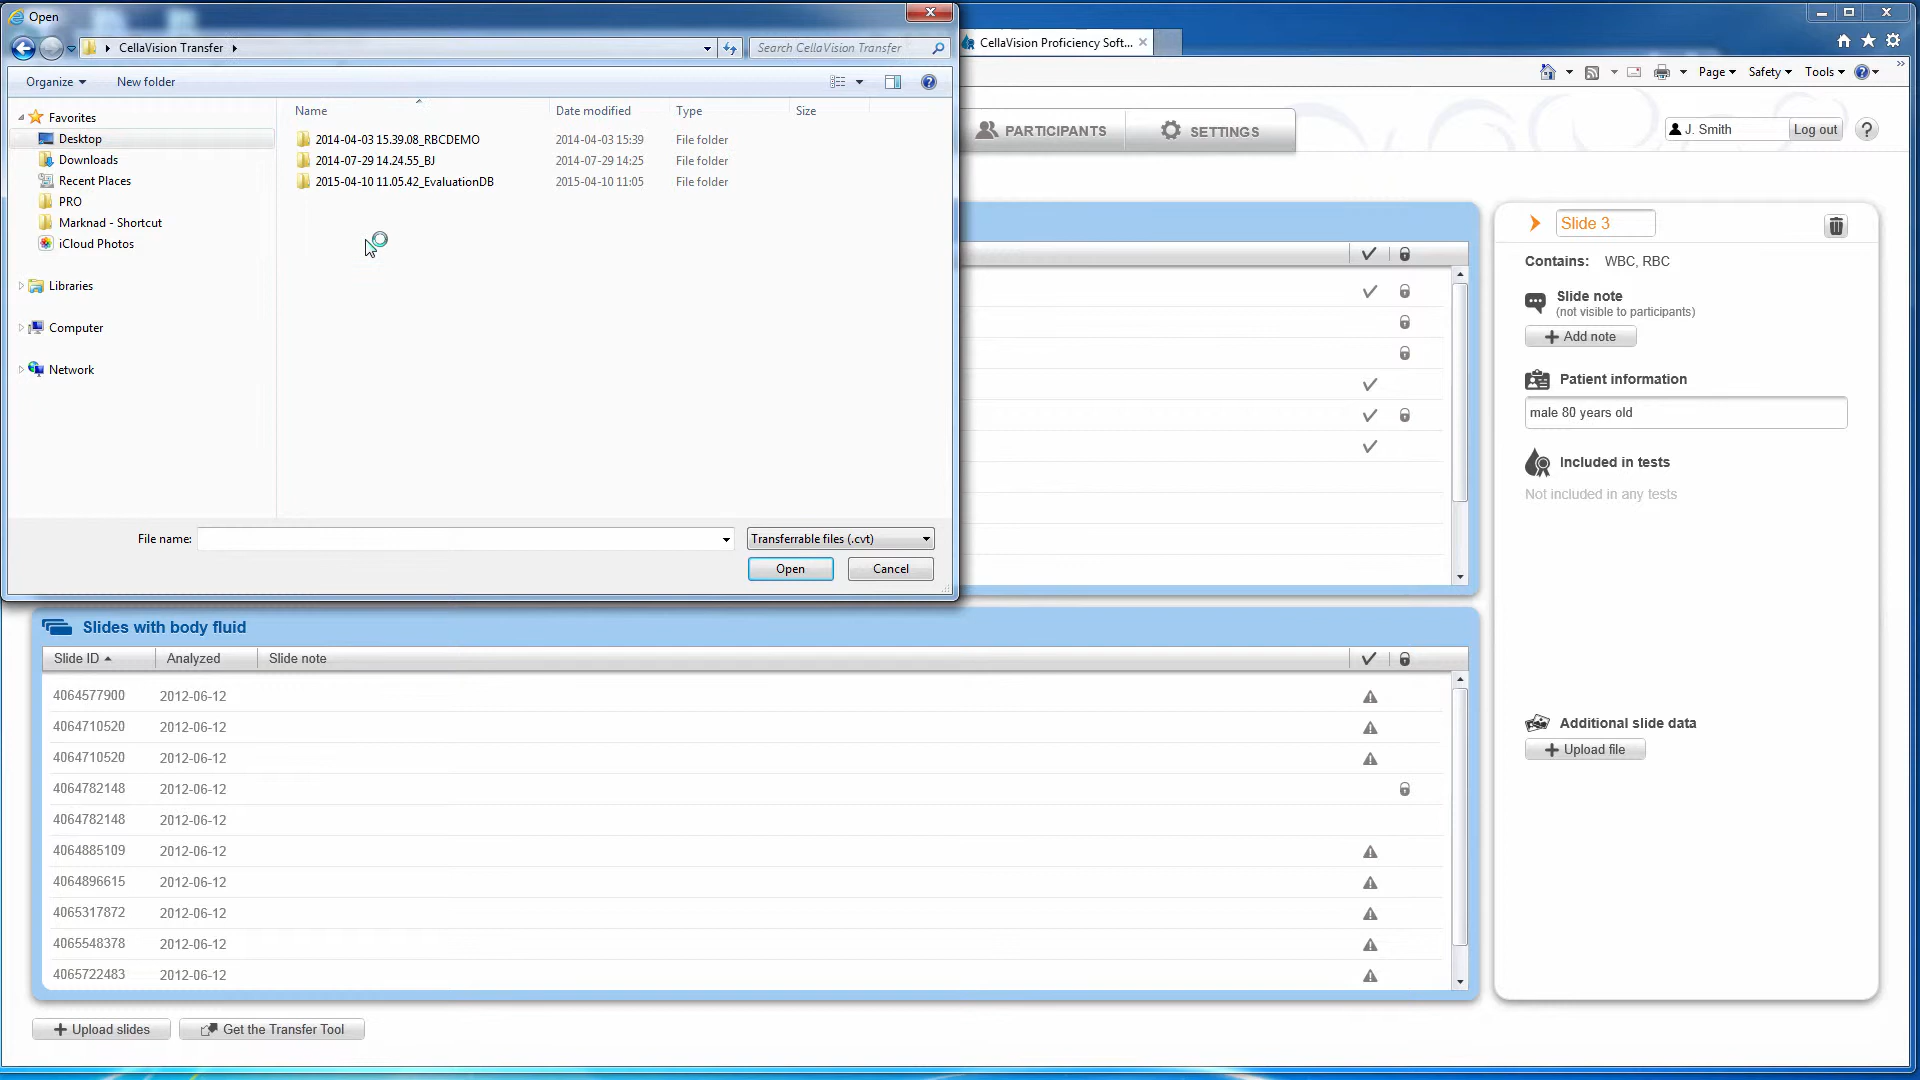 Open
CellaVision Transfer
Search CellaVision Transfer
Organize
New folder
Favorites
Desktop
Downloads
Recent Places
PRO
Marknad - Shortcut
iCloud Photos
Libraries
Computer
Network
Name Date modified Type Size
2014-04-03 15.39.08_RBCDEMO 2014-04-03 15:39 File folder
2014-07-29 14.24.55_BJ 2014-07-29 14:25 File folder
2015-04-10 11.05.42_EvaluationDB 2015-04-10 11:05 File folder
File name:
Transferrable files (.cvt)
Open Cancel
CellaVision Proficiency Soft...
Page Safety Tools
PARTICIPANTS SETTINGS
J. Smith Log out
Slide 3
Contains: WBC, RBC
Slide note
(not visible to participants)
Add note
Patient information
male 80 years old
Included in tests
Not included in any tests
Additional slide data
Upload file
Slides with body fluid
Slide ID Analyzed Slide note
4064577900 2012-06-12
4064710520 2012-06-12
4064710520 2012-06-12
4064782148 2012-06-12
4064782148 2012-06-12
4064885109 2012-06-12
4064896615 2012-06-12
4065317872 2012-06-12
4065548378 2012-06-12
4065722483 2012-06-12
Upload slides Get the Transfer Tool